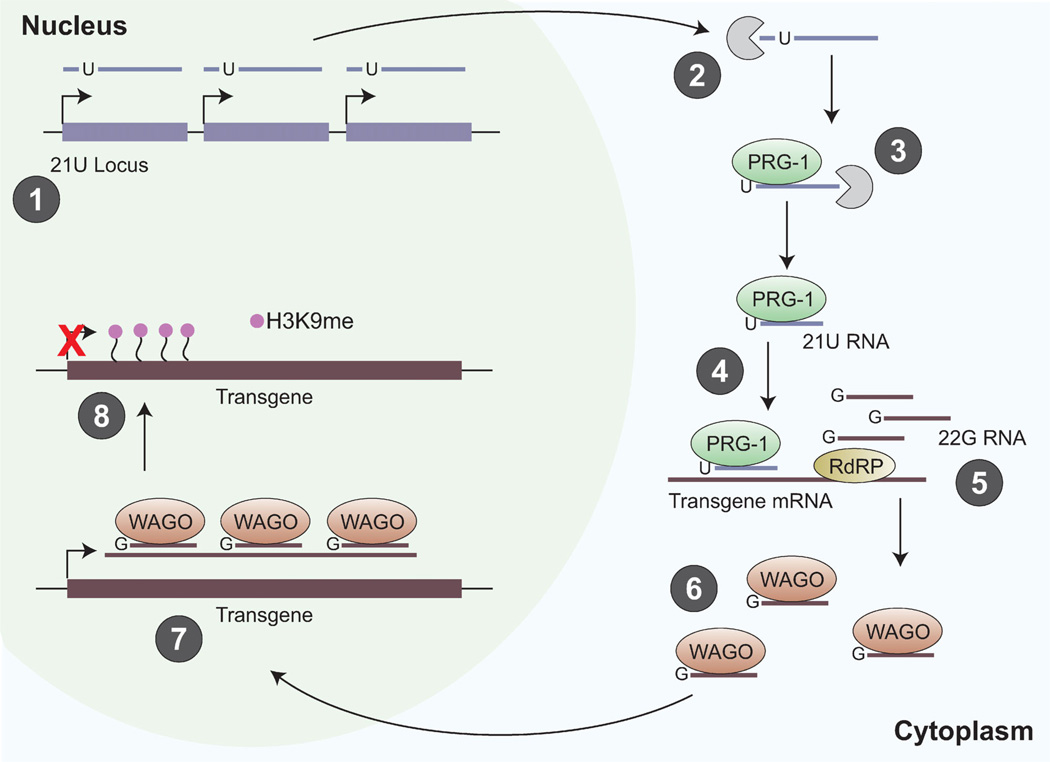 Nucleus
U
U
U
21U Locus
1
U
2
PRG-1
U
3
PRG-1
U
21U RNA
4
H3K9me
X
Transgene
8
G
G
G
22G RNA
PRG-1
U
RdRP
Transgene mRNA
5
WAGO WAGO WAGO
G G G
Transgene
7
6
WAGO
G
WAGO
G
WAGO
G
Cytoplasm